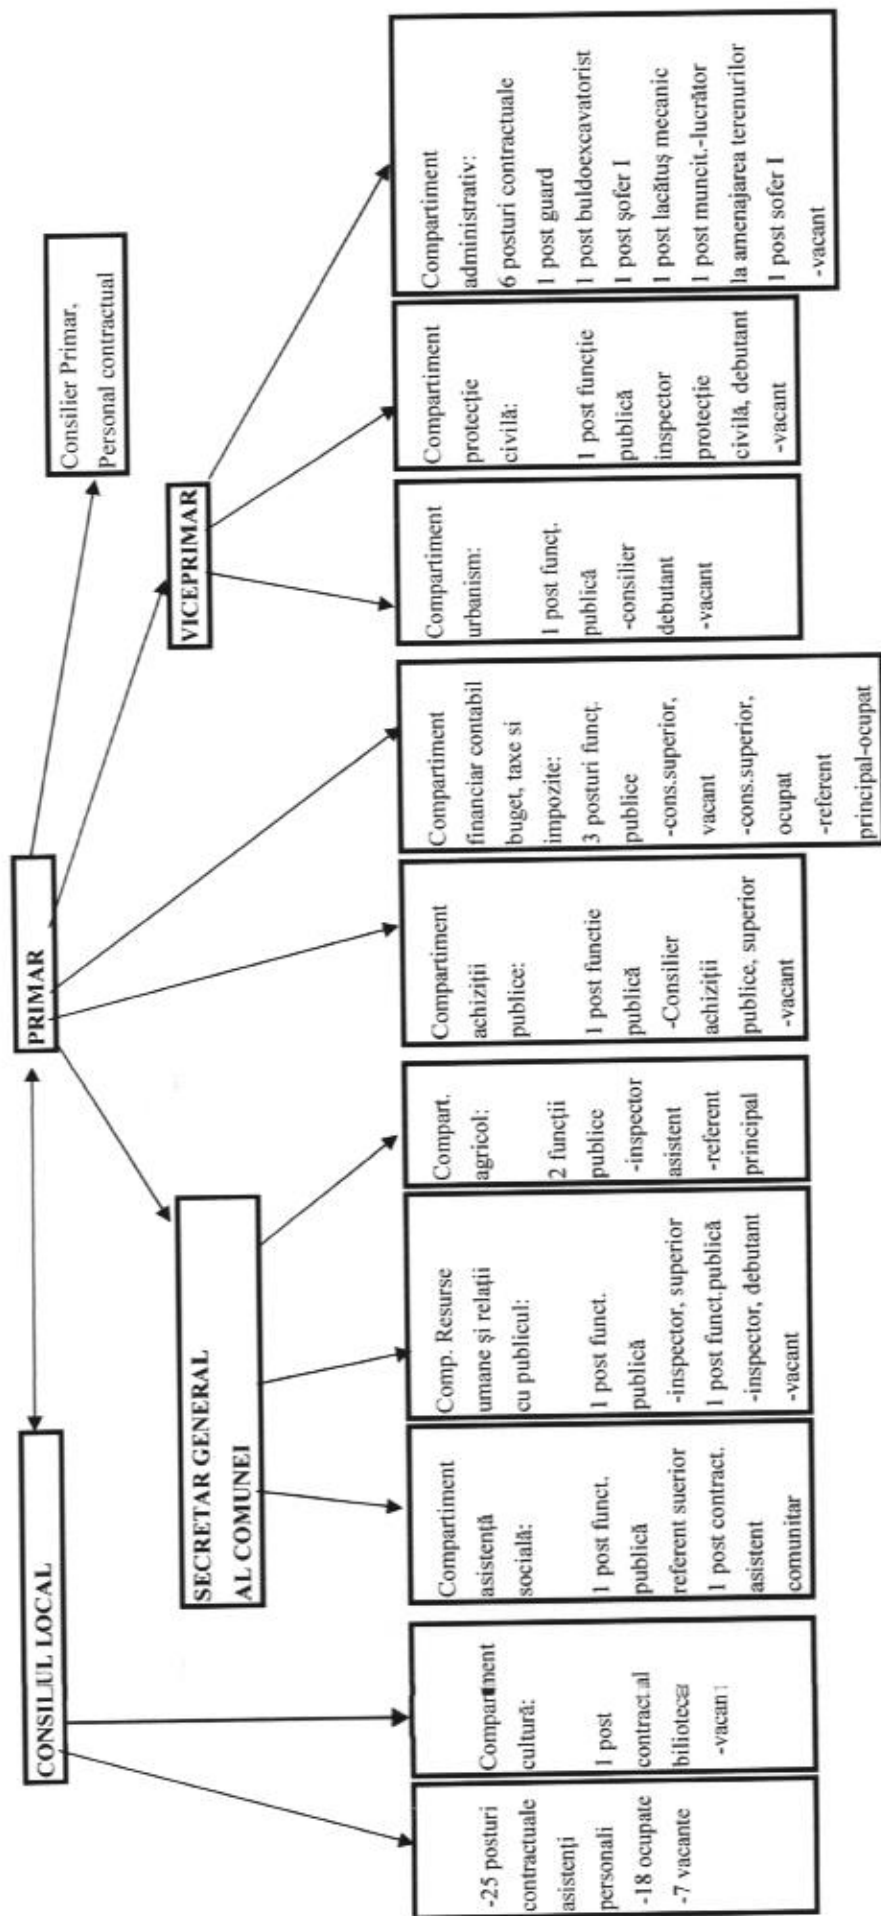 CONSILIUL LOCAL
PRIMAR
Consilier Primar,
Personal contractual
SECRETAR GENERAL
AL COMUNEI
VICEPRIMAR
-25 posturi
contractuale
asistenți
personali
-18 ocupate
-7 vacante
Compartiment
cultură:
1 post
contractual
bilioteca
-vacant
Compartiment
asistență
socială:
1 post funct.
publică
referent suerior
1 post contract.
asistent
comunitar
Comp. Resurse
umane și relații
cu publicul:
1 post funct.
publică
-inspector, superior
1 post funct.publică
-inspector, debutant
-vacant
Compart.
agricol:
2 funcții
publice
-inspector
asistent
-referent
principal
Compartiment
achiziții
publice:
1 post functie
publică
-Consilier
achiziții
publice, superior
-vacant
Compartiment
financiar contabil
buget, taxe si
impozite:
3 posturi funcț.
publice
-cons.superior,
vacant
-cons.superior,
ocupat
-referent
principal-ocupat
Compartiment
urbanism:
1 post funcț.
publică
-consilier
debutant
-vacant
Compartiment
protecție
civilă:
1 post funcție
publică
inspector
protecție
civilă, debutant
-vacant
Compartiment
administrativ:
6 posturi contractuale
1 post guard
1 post buldoexcavatorist
1 post șofer I
1 post lacătuș mecanic
1 post muncit.-lucrător
la amenajarea terenurilor
1 post sofer I
-vacant